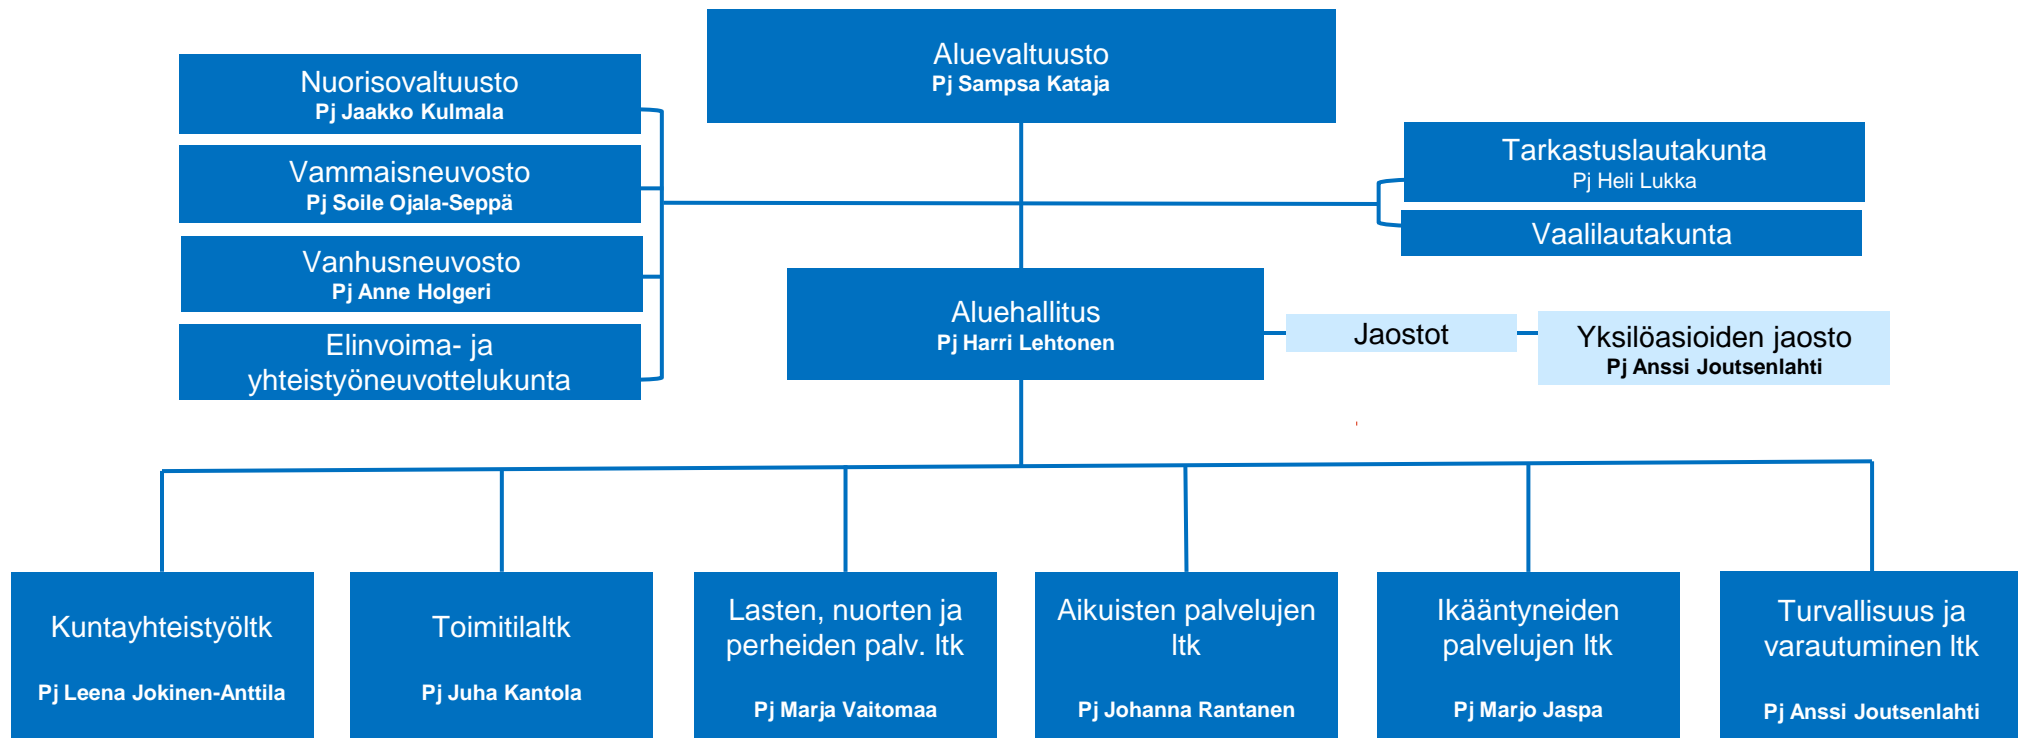 Aluevaltuusto
Pj Sampsa Kataja
Nuorisovaltuusto
Pj Jaakko Kulmala
Vammaisneuvosto
Pj Soile Ojala-Seppä
Vanhusneuvosto
Pj Anne Holgeri
Elinvoima- ja
yhteistyöneuvottelukunta
Tarkastuslautakunta
Pj Heli Lukka
Vaalilautakunta
Aluehallitus
Pj Harri Lehtonen
Jaostot
Yksilöasioiden jaosto
Pj Anssi Joutsenlahti
Kuntayhteistyöltk
Pj Leena Jokinen-Anttila
Toimitilaltk
Pj Juha Kantola
Lasten, nuorten ja
perheiden palv. ltk
Pj Marja Vaitomaa
Aikuisten palvelujen
ltk
Pj Johanna Rantanen
Ikääntyneiden
palvelujen ltk
Pj Marjo Jaspa
Turvallisuus ja
varautuminen ltk
Pj Anssi Joutsenlahti